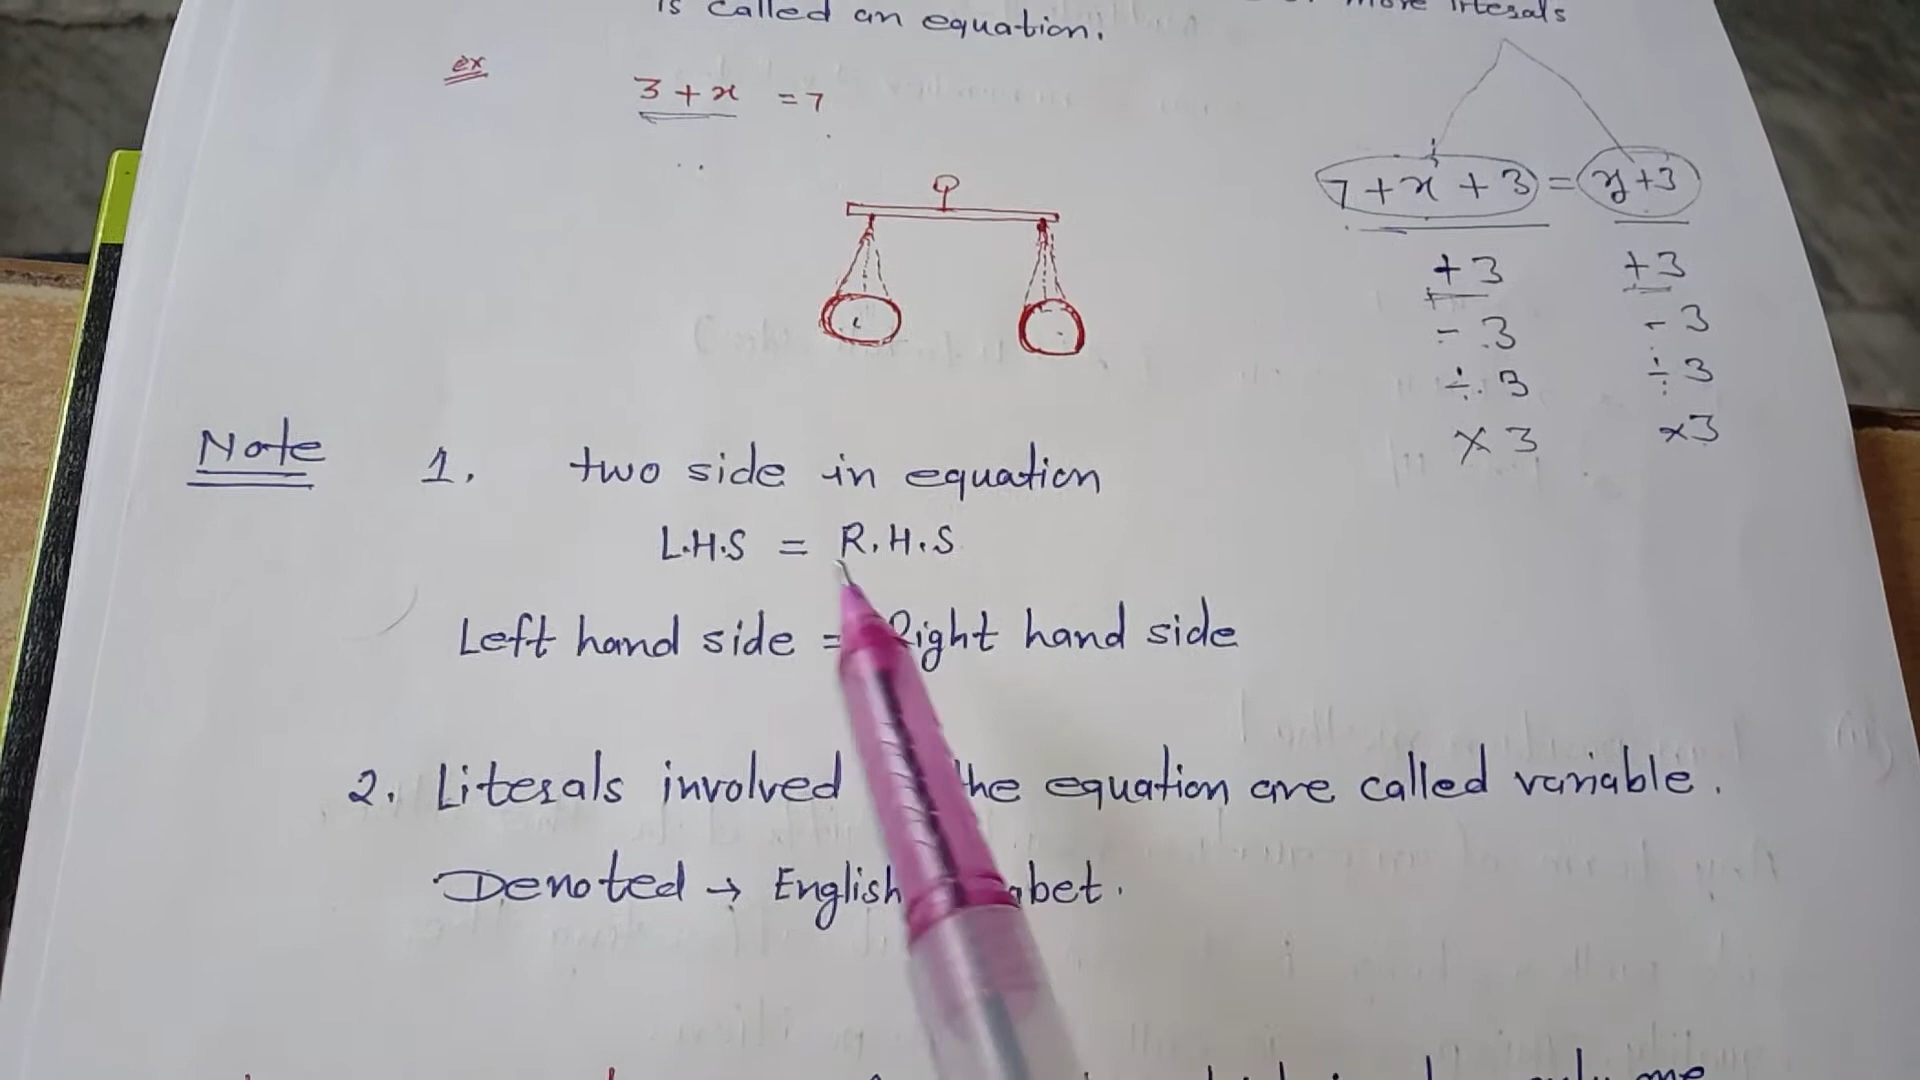 more literals
is called an equation.
ex
3 + x = 7
7 + x + 3 = y + 3
+ 3 + 3
- 3 - 3
÷ 3 ÷ 3
× 3 × 3
Note 1. two side in equation
L.H.S = R.H.S
Left hand side = Right hand side
2. Literals involved the equation are called variable.
Denoted → English